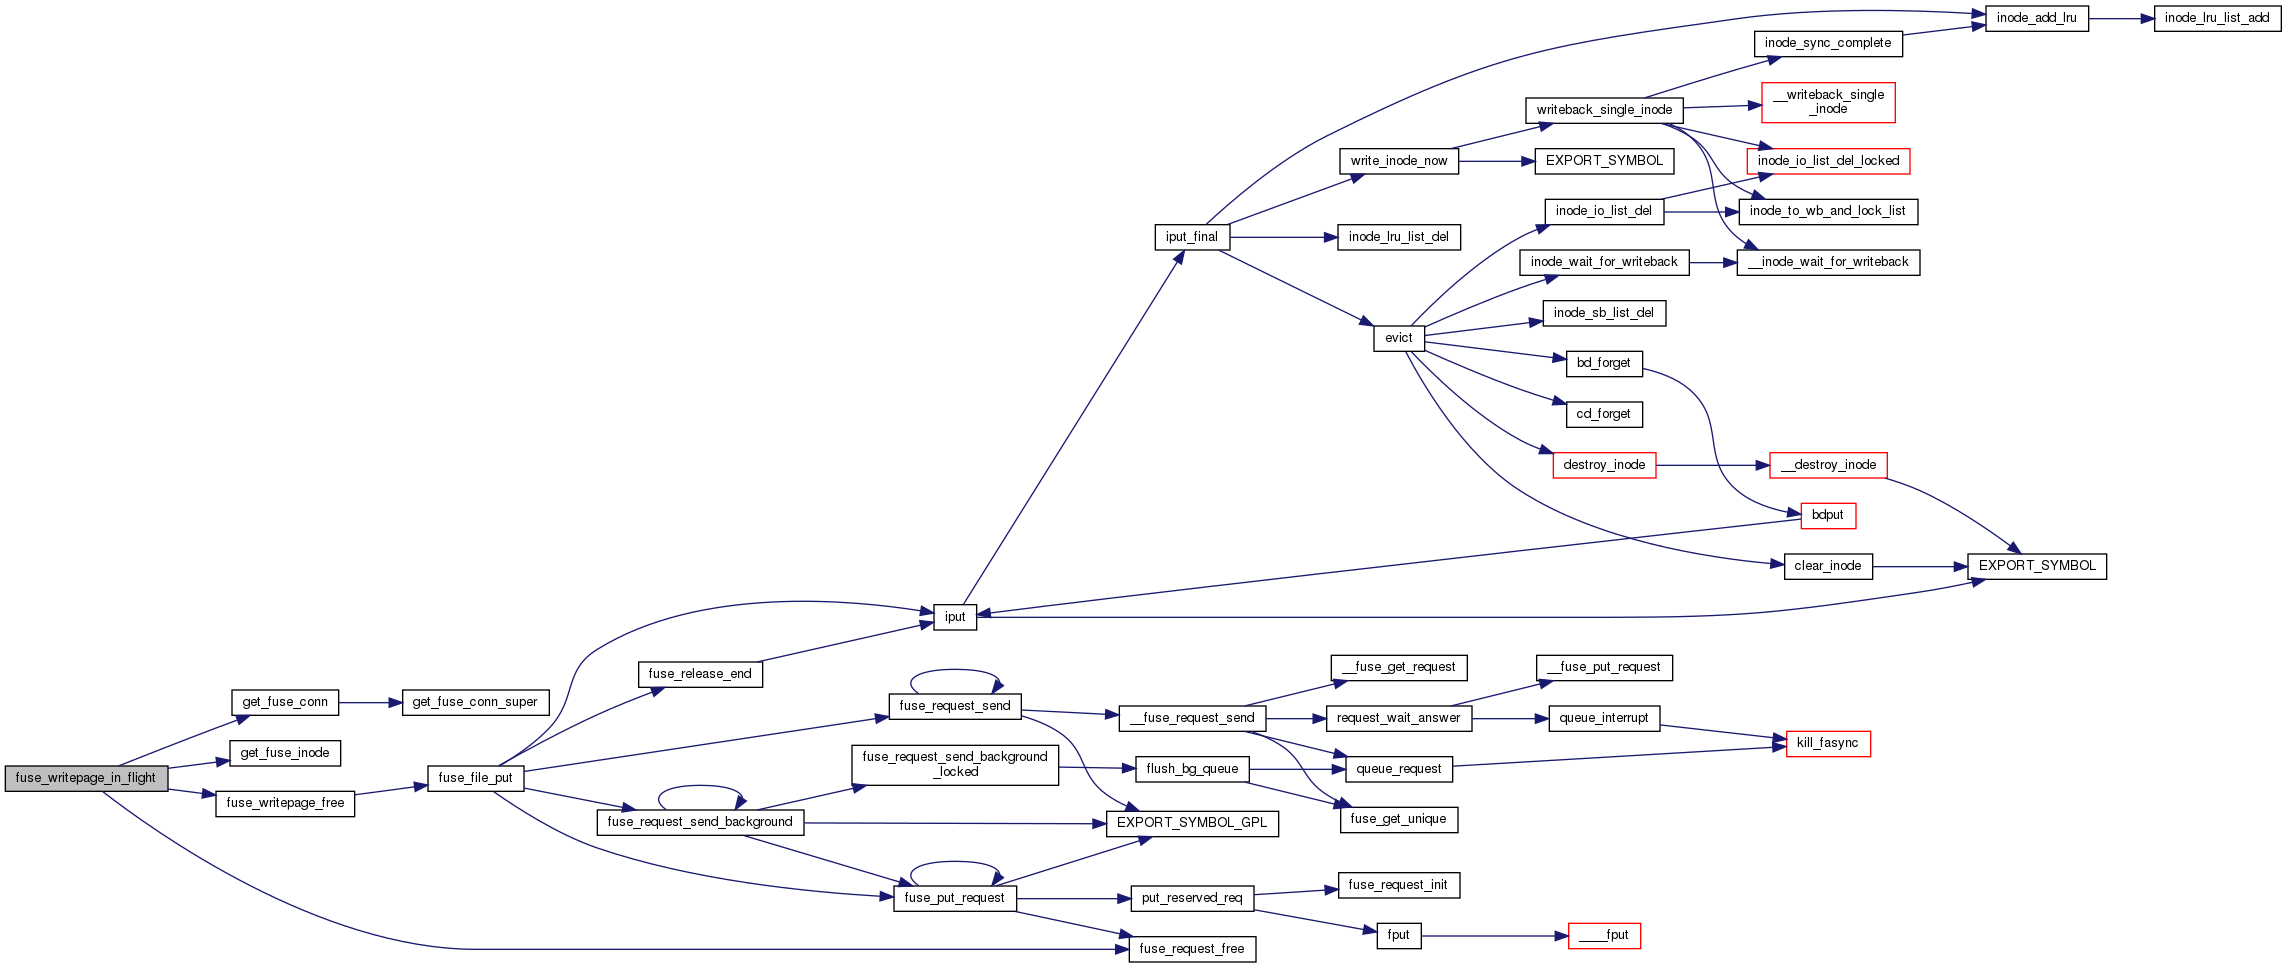 inode_add_lru
inode_lru_list_add
inode_sync_complete
__writeback_single
_inode
writeback_single_inode
write_inode_now
EXPORT_SYMBOL
inode_io_list_del_locked
inode_io_list_del
inode_to_wb_and_lock_list
iput_final
inode_lru_list_del
inode_wait_for_writeback
__inode_wait_for_writeback
inode_sb_list_del
evict
bd_forget
cd_forget
destroy_inode
__destroy_inode
bdput
clear_inode
EXPORT_SYMBOL
iput
fuse_release_end
__fuse_get_request
__fuse_put_request
get_fuse_conn
get_fuse_conn_super
fuse_request_send
__fuse_request_send
request_wait_answer
queue_interrupt
kill_fasync
get_fuse_inode
fuse_request_send_background
_locked
flush_bg_queue
queue_request
fuse_writepage_in_flight
fuse_file_put
fuse_writepage_free
fuse_request_send_background
EXPORT_SYMBOL_GPL
fuse_get_unique
fuse_put_request
put_reserved_req
fuse_request_init
fput
____fput
fuse_request_free